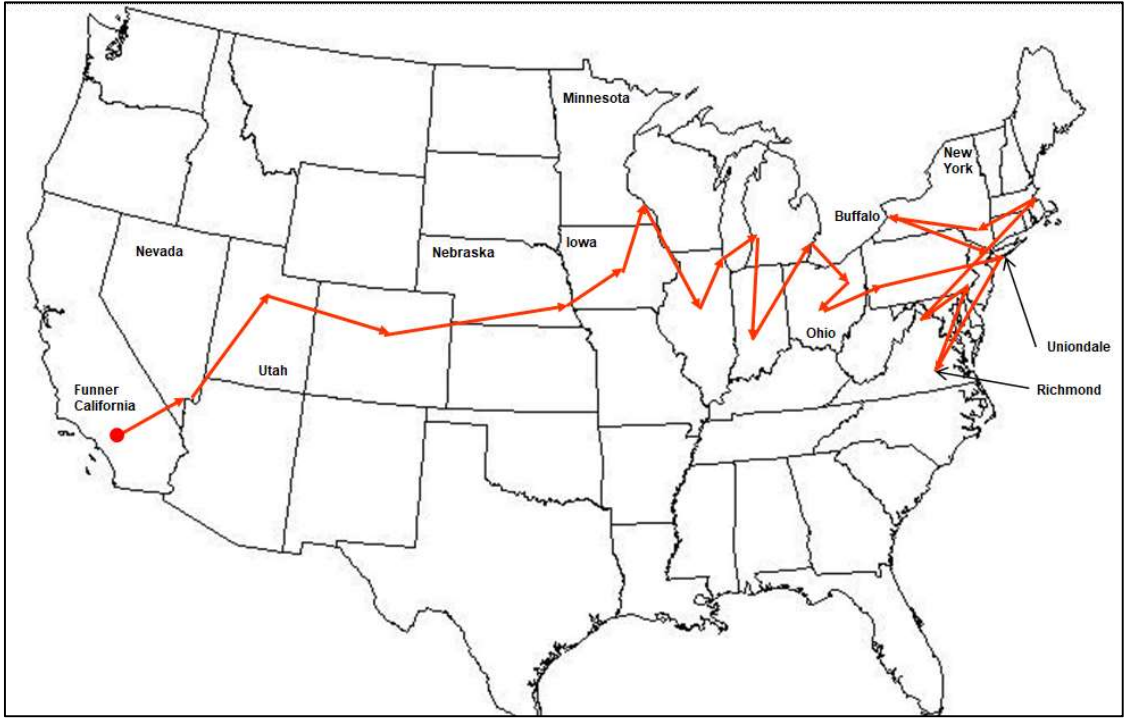 Minnesota
New
York
Buffalo
Nevada
Nebraska
Iowa
Ohio
Uniondale
Utah
Richmond
Funner
California